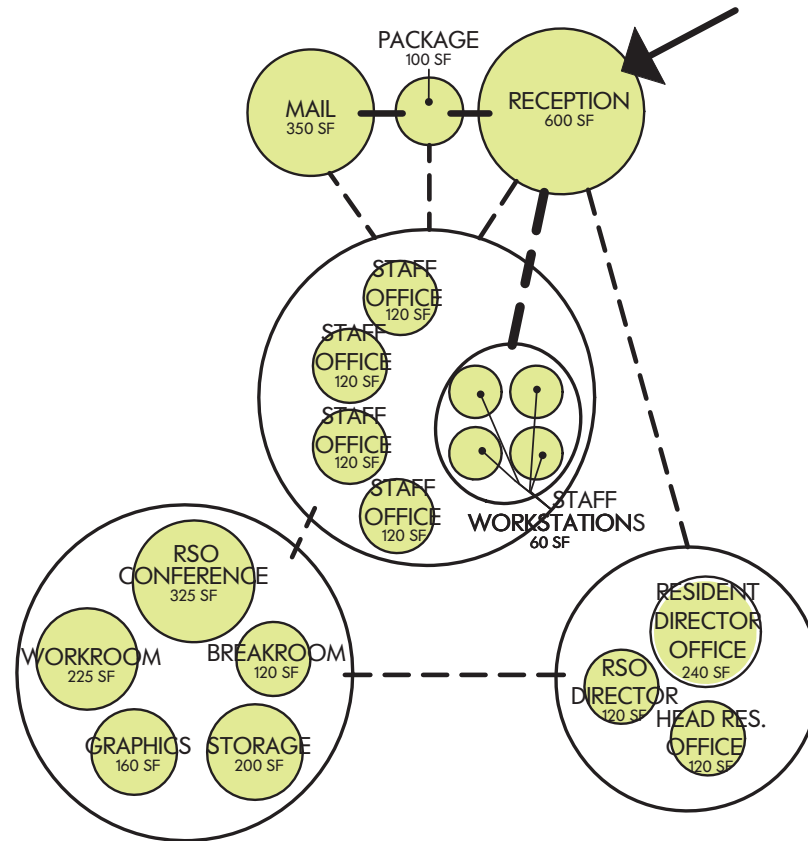 PACKAGE
100 SF
MAIL
350 SF
RECEPTION
600 SF
STAFF
OFFICE
120 SF
STAFF
OFFICE
120 SF
STAFF
OFFICE
120 SF
STAFF
OFFICE
120 SF
STAFF
WORKSTATIONS
60 SF
RSO
CONFERENCE
325 SF
WORKROOM
225 SF
BREAKROOM
120 SF
GRAPHICS
160 SF
STORAGE
200 SF
RESIDENT
DIRECTOR
OFFICE
240 SF
RSO
DIRECTOR
120 SF
HEAD RES.
OFFICE
120 SF